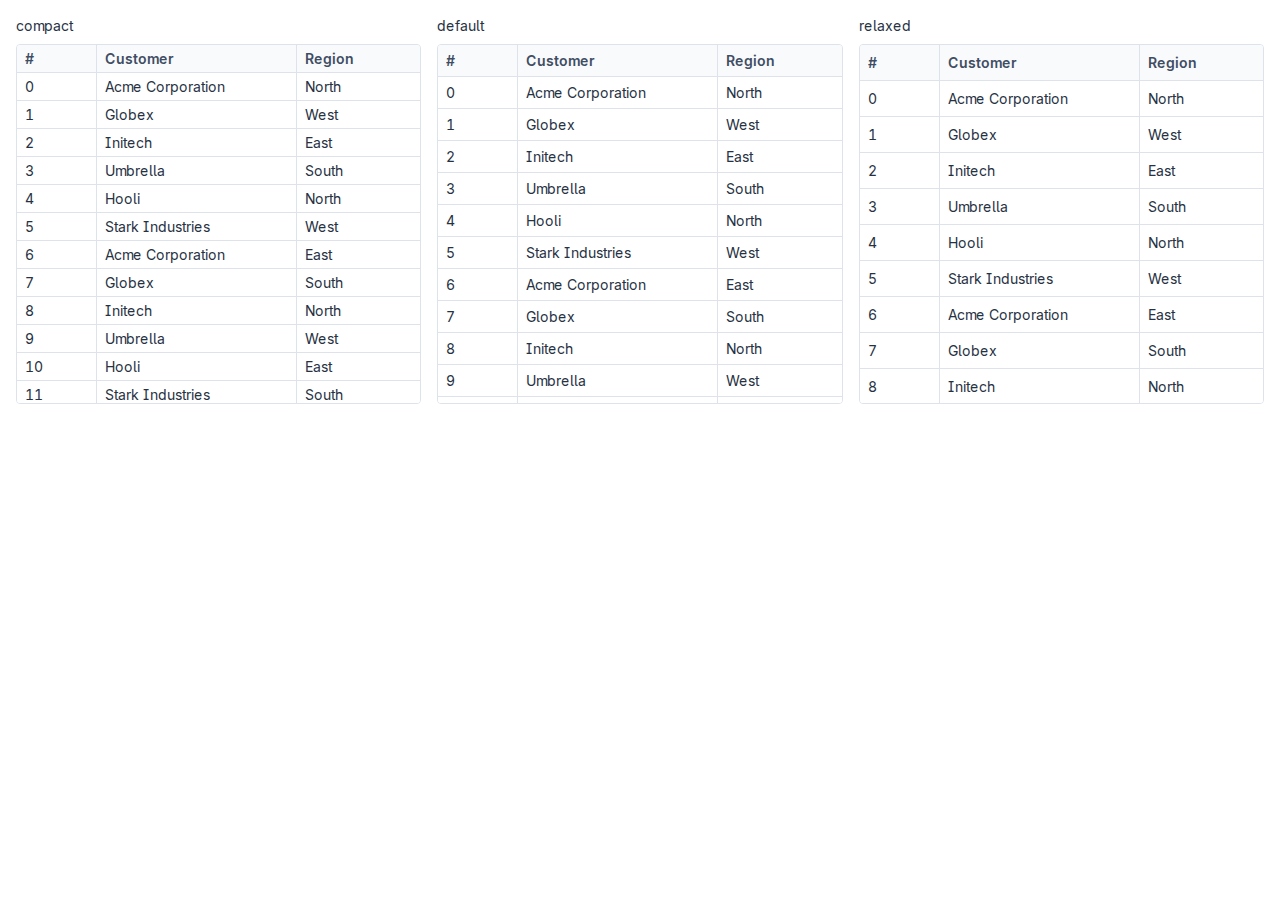 compact
# Customer Region
0 Acme Corporation North
1 Globex West
2 Initech East
3 Umbrella South
4 Hooli North
5 Stark Industries West
6 Acme Corporation East
7 Globex South
8 Initech North
9 Umbrella West
10 Hooli East
11 Stark Industries South
default
# Customer Region
0 Acme Corporation North
1 Globex West
2 Initech East
3 Umbrella South
4 Hooli North
5 Stark Industries West
6 Acme Corporation East
7 Globex South
8 Initech North
9 Umbrella West
relaxed
# Customer Region
0 Acme Corporation North
1 Globex West
2 Initech East
3 Umbrella South
4 Hooli North
5 Stark Industries West
6 Acme Corporation East
7 Globex South
8 Initech North